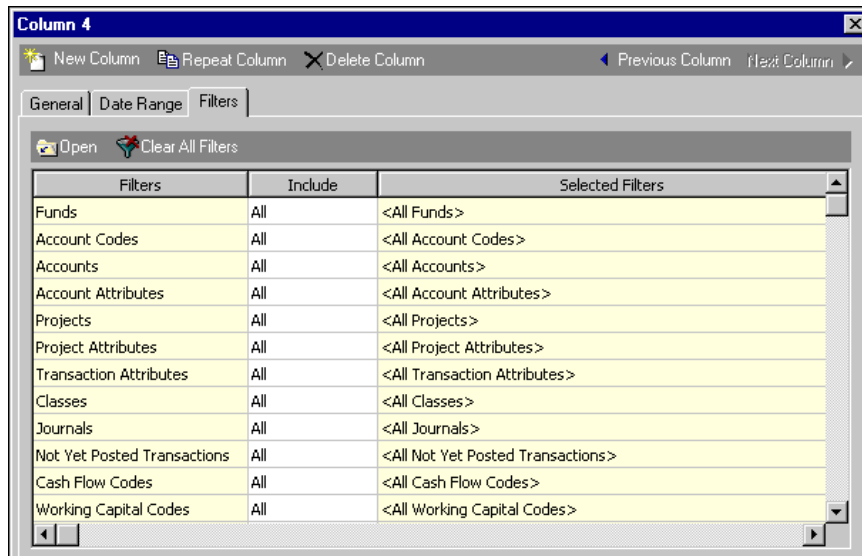 Column 4
New Column Repeat Column Delete Column Previous Column Next Column
General Date Range Filters
Open Clear All Filters
Filters Include Selected Filters
Funds All <All Funds>
Account Codes All <All Account Codes>
Accounts All <All Accounts>
Account Attributes All <All Account Attributes>
Projects All <All Projects>
Project Attributes All <All Project Attributes>
Transaction Attributes All <All Transaction Attributes>
Classes All <All Classes>
Journals All <All Journals>
Not Yet Posted Transactions All <All Not Yet Posted Transactions>
Cash Flow Codes All <All Cash Flow Codes>
Working Capital Codes All <All Working Capital Codes>